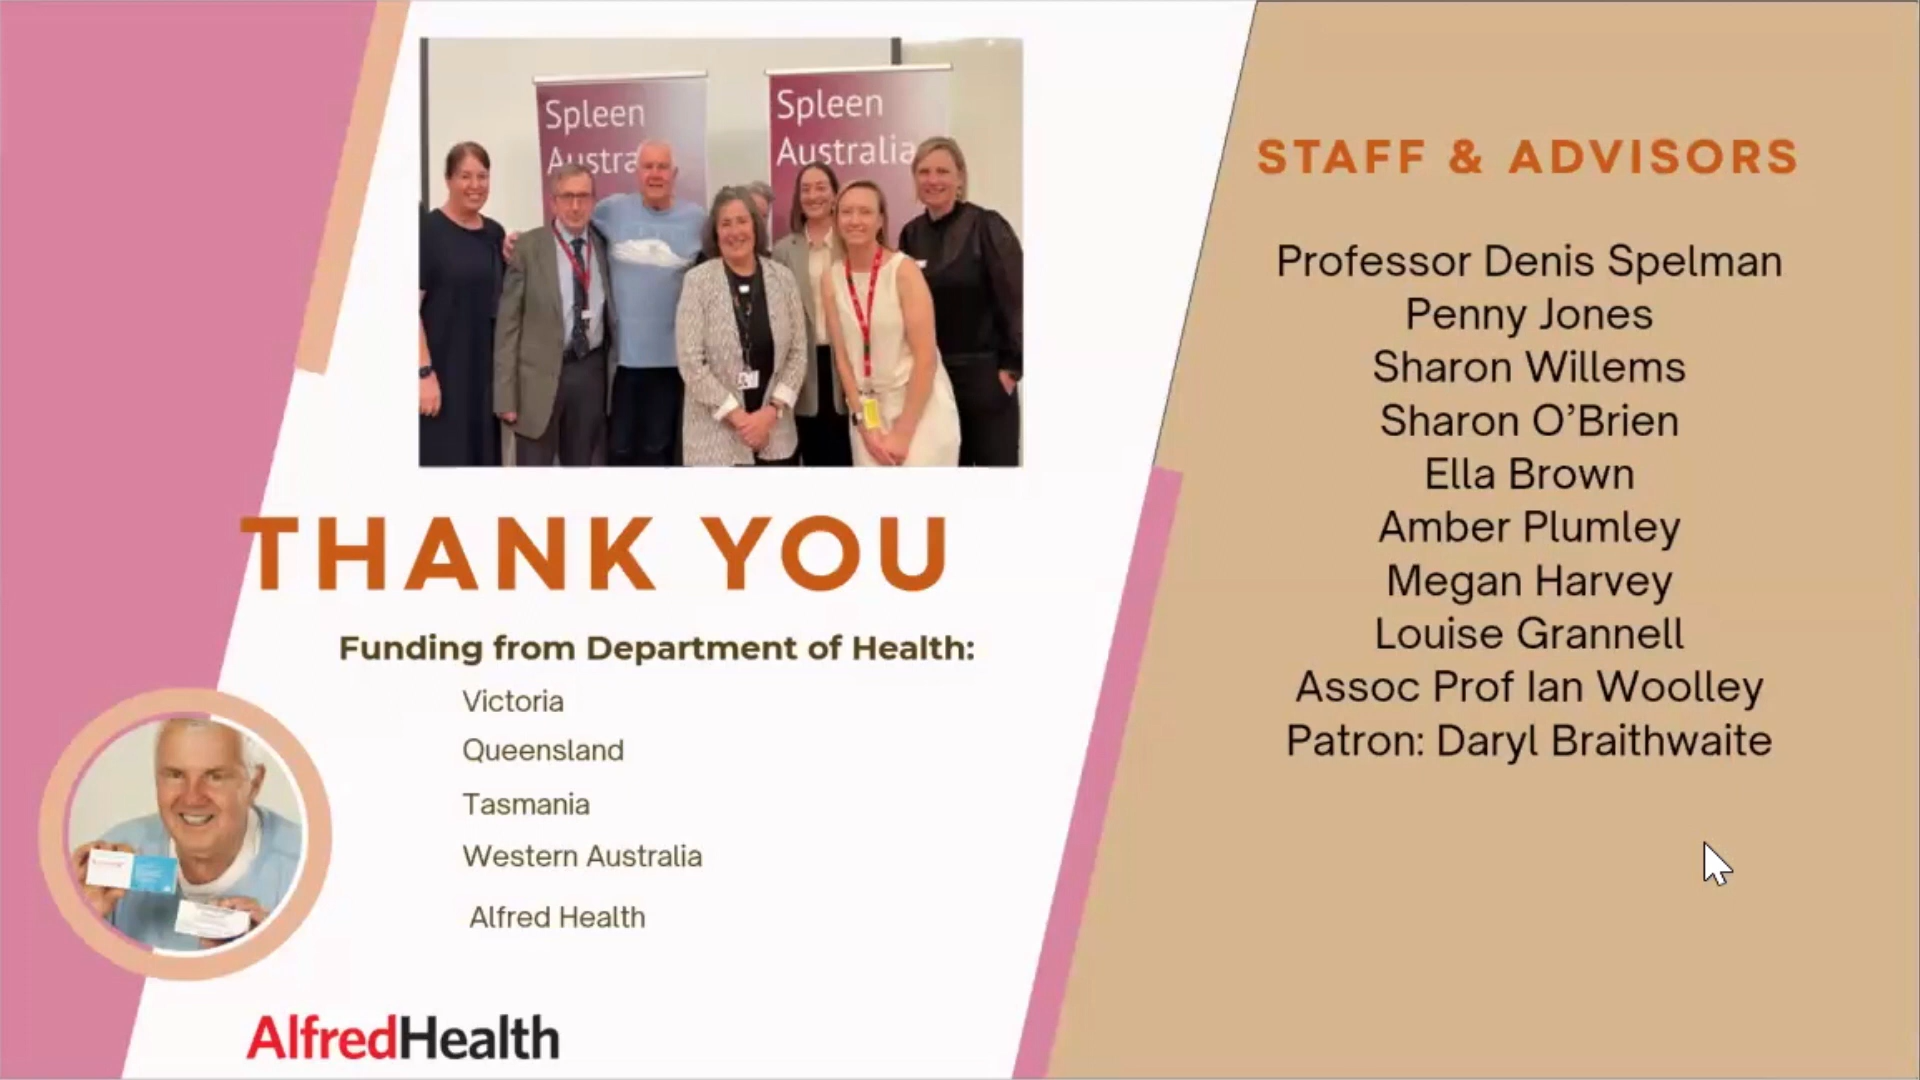 Spleen
Austra
Spleen
Australia
THANK YOU
Funding from Department of Health:
Victoria
Queensland
Tasmania
Western Australia
Alfred Health
AlfredHealth
STAFF & ADVISORS
Professor Denis Spelman
Penny Jones
Sharon Willems
Sharon O’Brien
Ella Brown
Amber Plumley
Megan Harvey
Louise Grannell
Assoc Prof Ian Woolley
Patron: Daryl Braithwaite